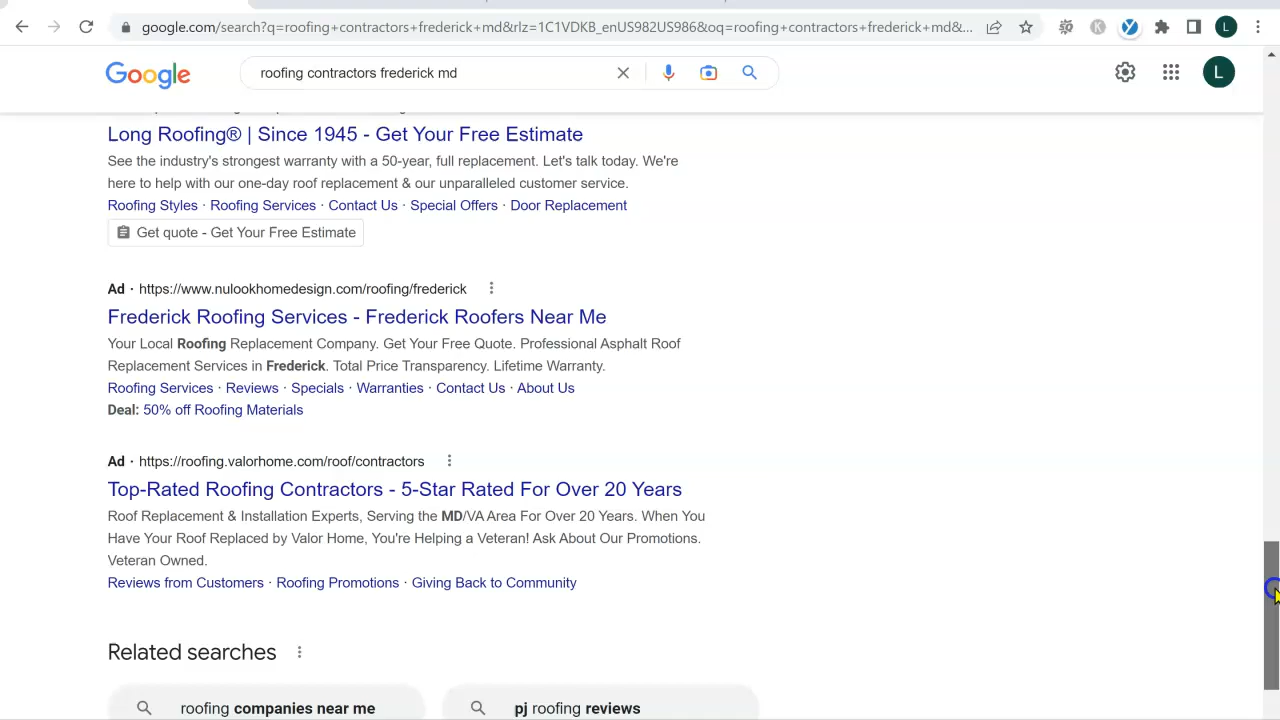 google.com/search?q=roofing+contractors+frederick+md&rlz=1C1VDKB_enUS982US986&oq=roofing+contractors+frederick+md&...
L
Google
roofing contractors frederick md
L
Long Roofing® | Since 1945 - Get Your Free Estimate
See the industry's strongest warranty with a 50-year, full replacement. Let's talk today. We're
here to help with our one-day roof replacement & our unparalleled customer service.
Roofing Styles · Roofing Services · Contact Us · Special Offers · Door Replacement
Get quote - Get Your Free Estimate
Ad · https://www.nulookhomedesign.com/roofing/frederick
Frederick Roofing Services - Frederick Roofers Near Me
Your Local Roofing Replacement Company. Get Your Free Quote. Professional Asphalt Roof
Replacement Services in Frederick. Total Price Transparency. Lifetime Warranty.
Roofing Services · Reviews · Specials · Warranties · Contact Us · About Us
Deal: 50% off Roofing Materials
Ad · https://roofing.valorhome.com/roof/contractors
Top-Rated Roofing Contractors - 5-Star Rated For Over 20 Years
Roof Replacement & Installation Experts, Serving the MD/VA Area For Over 20 Years. When You
Have Your Roof Replaced by Valor Home, You're Helping a Veteran! Ask About Our Promotions.
Veteran Owned.
Reviews from Customers · Roofing Promotions · Giving Back to Community
Related searches
roofing companies near me
pj roofing reviews